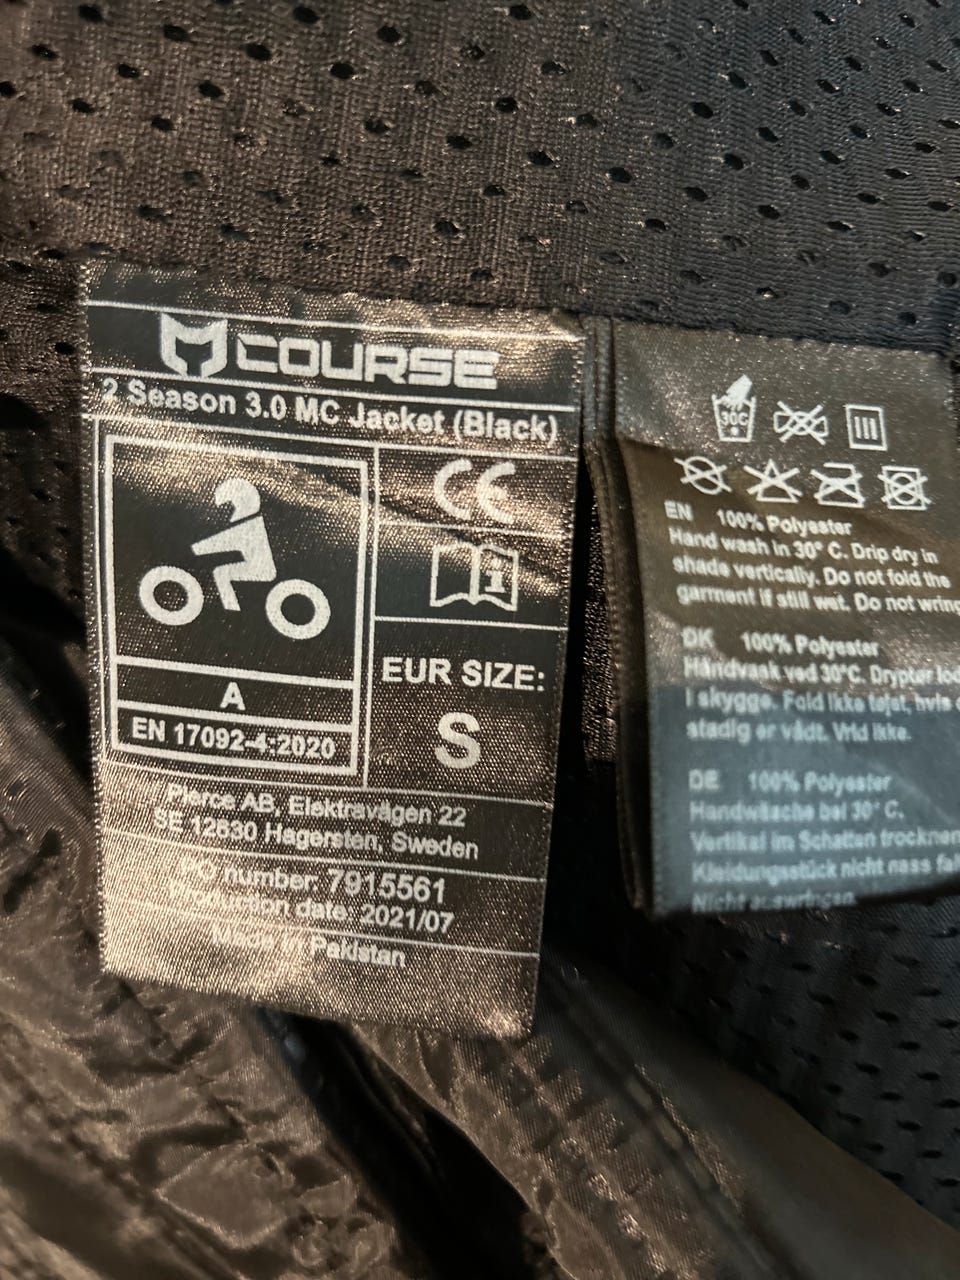 COURSE
2 Season 3.0 MC Jacket (Black)
CE
i
EUR SIZE:
S
A
EN 17092-4:2020
Pierce AB, Elektravägen 22
SE 12630 Hagersten, Sweden
PO number: 7915561
Production date: 2021/07
Made in Pakistan
30C
EN 100% Polyester
Hand wash in 30° C. Drip dry in
shade vertically. Do not fold the
garment if still wet. Do not wring
DK 100% Polyester
Håndvask ved 30°C. Drypter
i skygge. Fold ikke tøjet, hvis
stadig er vådt. Vrid ikke.
DE 100% Polyester
Handwäsche bei 30° C.
Vertikal im Schatten trocknen
Kleidungsstück nicht nass
Nicht auswringen.